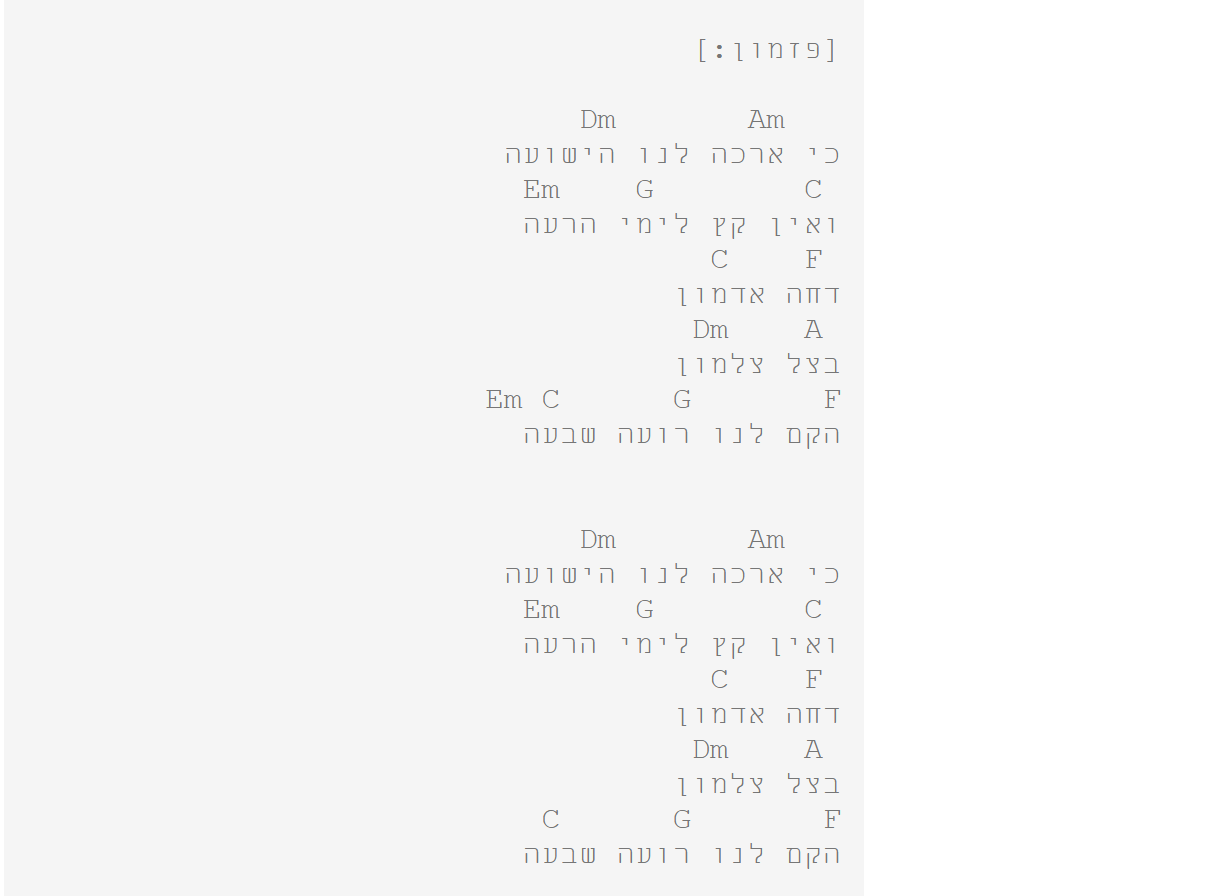 [פזמון:]
Dm Am
כי ארכה לנו הישועה
Em G C
ואין קץ לימי הרעה
C F
דחה אדמון
Dm A
בצל צלמון
Em C G F
הקם לנו רועה שבעה
Dm Am
כי ארכה לנו הישועה
Em G C
ואין קץ לימי הרעה
C F
דחה אדמון
Dm A
בצל צלמון
C G F
הקם לנו רועה שבעה